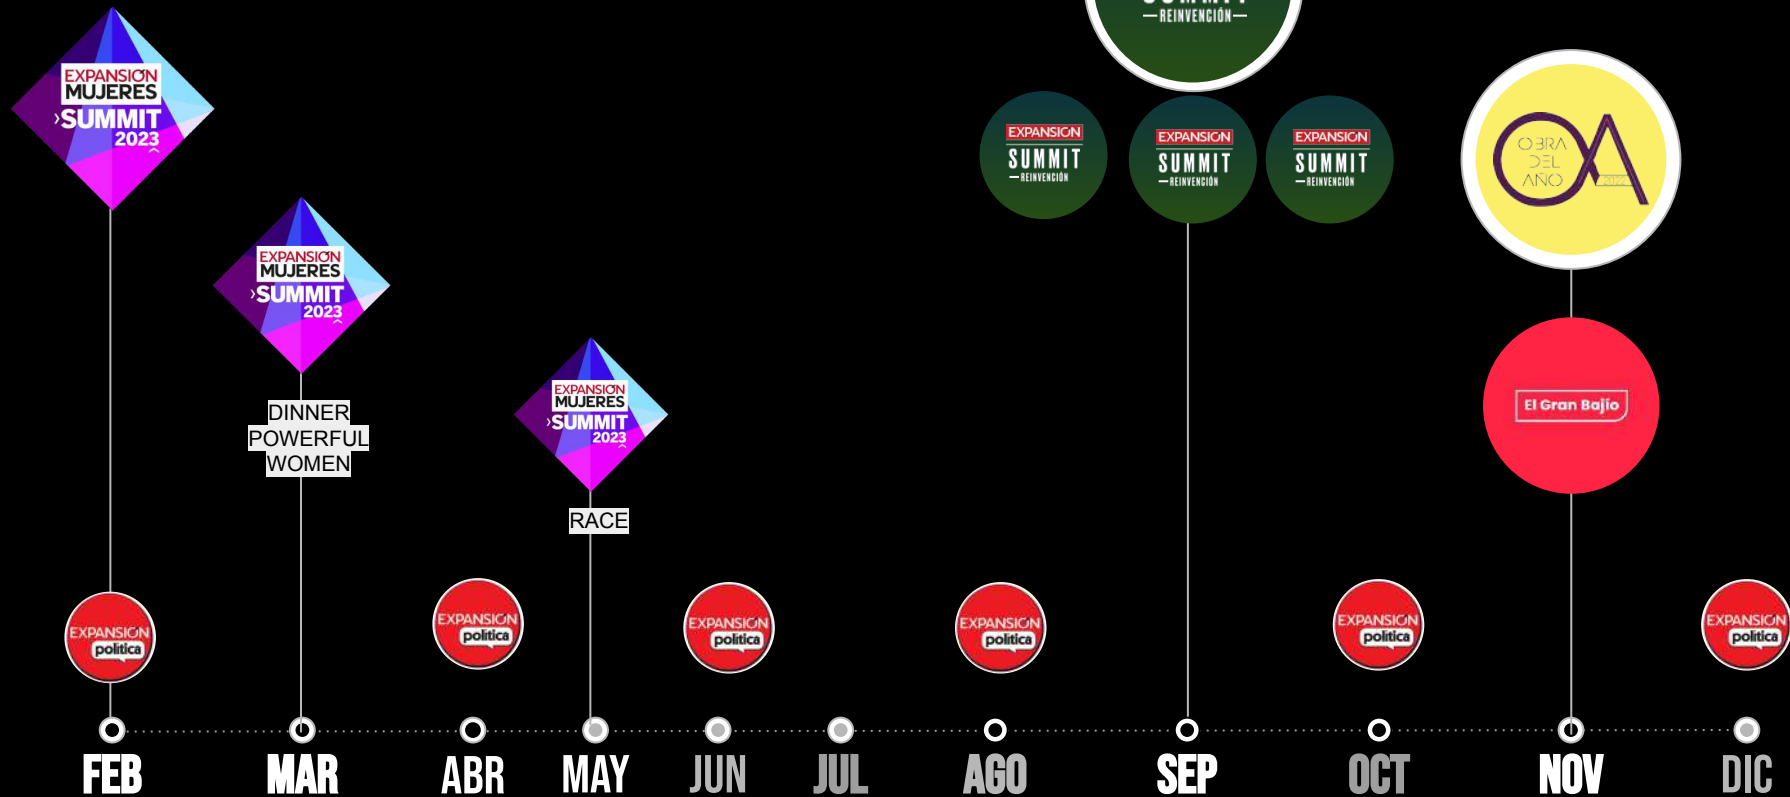 EXPANSIÓN
MUJERES
›SUMMIT
2023
EXPANSIÓN
MUJERES
›SUMMIT
2023
DINNER
POWERFUL
WOMEN
EXPANSIÓN
MUJERES
›SUMMIT
2023
RACE
—REINVENCIÓN—
EXPANSIÓN
SUMMIT
—REINVENCIÓN
EXPANSIÓN
SUMMIT
—REINVENCIÓN
EXPANSIÓN
SUMMIT
—REINVENCIÓN
OBRA
DEL
AÑO
OA
2022
El Gran Bajío
EXPANSIÓN
política
EXPANSIÓN
política
EXPANSIÓN
política
EXPANSIÓN
política
EXPANSIÓN
política
EXPANSIÓN
política
FEB MAR ABR MAY JUN JUL AGO SEP OCT NOV DIC